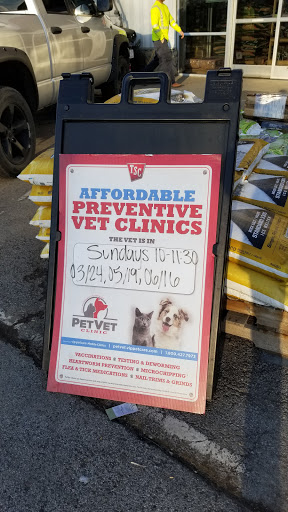 TSC
AFFORDABLE
PREVENTIVE
VET CLINICS
THE VET IS IN
Sundays 10-11:30
03/24, 05/19, 06/16
PETVET
CLINIC
VACCINATIONS • TESTING & DEWORMING
HEARTWORM PREVENTION • MICROCHIPPING
FLEA & TICK MEDICATIONS • NAIL TRIMS & GRINDS